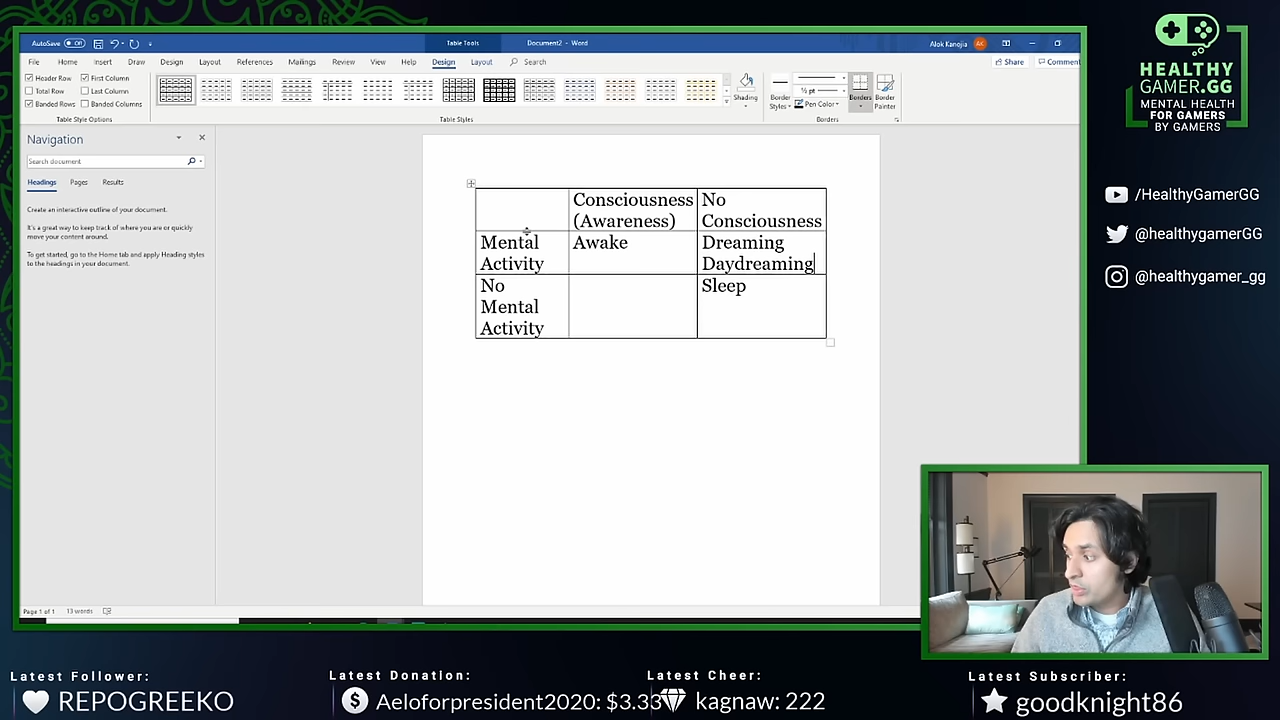 AutoSave
Off
Table Tools
Document2 - Word
Alok Kanojia
AK
File
Home
Insert
Draw
Design
Layout
References
Mailings
Review
View
Help
Design
Layout
Search
Share
Comment
Header Row
First Column
Total Row
Last Column
Banded Rows
Banded Columns
Table Style Options
Table Styles
Shading
Border Styles
½ pt
Pen Color
Borders
Border Painter
Borders
Navigation
Search document
Headings
Pages
Results
Create an interactive outline of your document.
It's a great way to keep track of where you are or quickly
move your content around.
To get started, go to the Home tab and apply Heading styles
to the headings in your document.
Consciousness
(Awareness)
No
Consciousness
Mental
Activity
Awake
Dreaming
Daydreaming
No
Mental
Activity
Sleep
Page 1 of 1
13 words
HEALTHY
GAMER.GG
MENTAL HEALTH
FOR GAMERS
BY GAMERS
/HealthyGamerGG
@healthygamerGG
@healthygamer_gg
Latest Follower:
REPOGREEKO
Latest Donation:
Aeloforpresident2020: $3.33
Latest Cheer:
kagnaw: 222
Latest Subscriber:
goodknight86